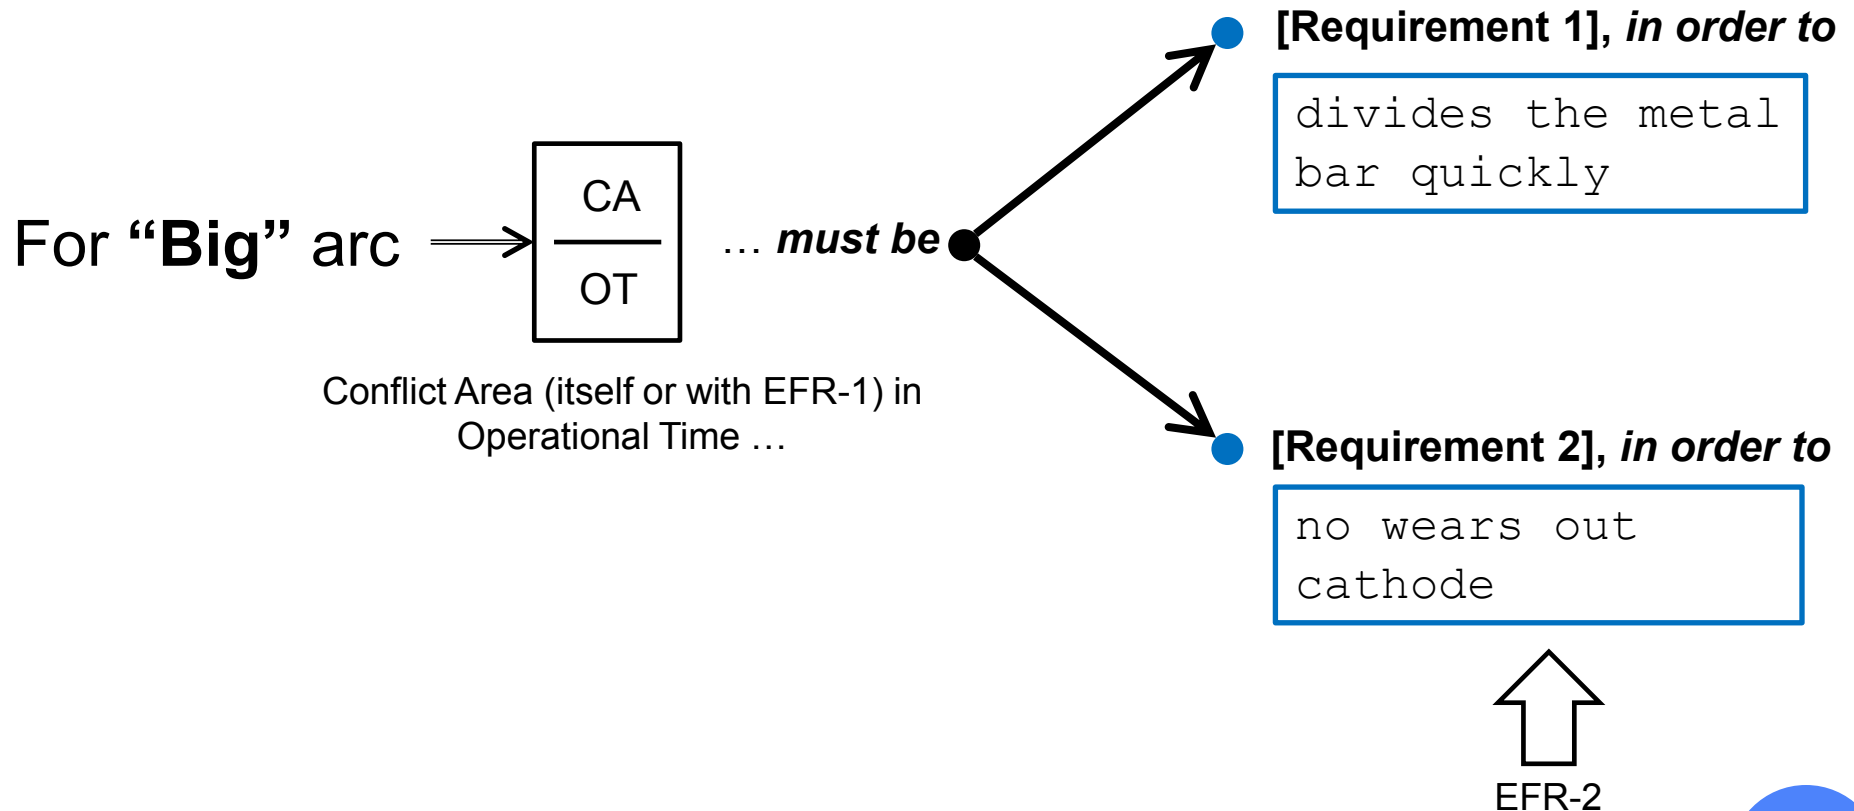 [Requirement 1], in order to
divides the metal
bar quickly
For “Big” arc
CA
OT
… must be
Conflict Area (itself or with EFR-1) in
Operational Time …
[Requirement 2], in order to
no wears out
cathode
EFR-2